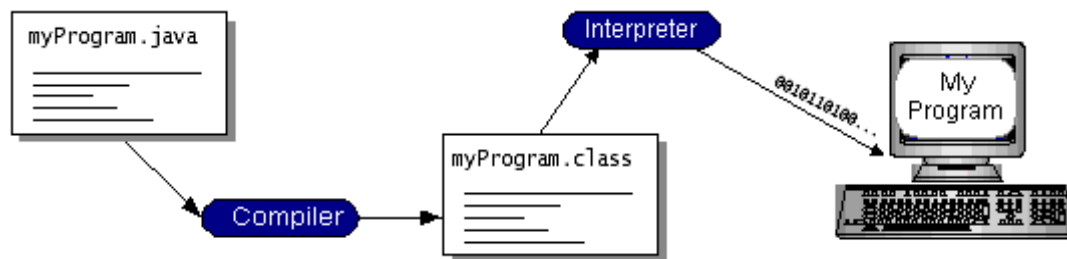 myProgram.java
Compiler
myProgram.class
Interpreter
0010110100...
My
Program